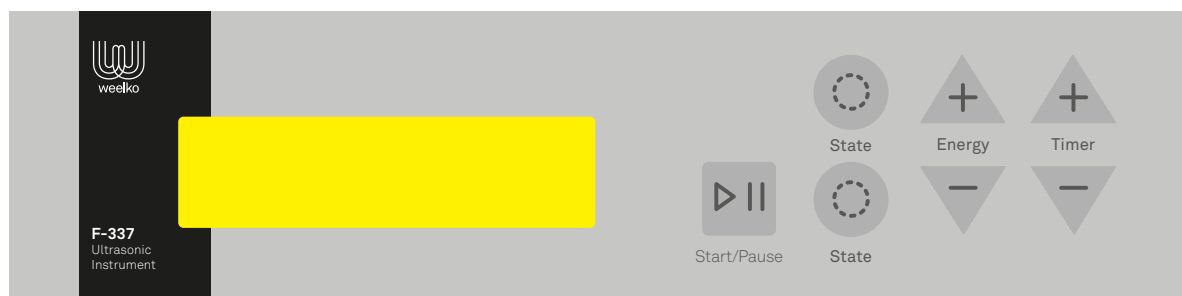 weelko
F-337
Ultrasonic
Instrument
State
Energy
Timer
Start/Pause
State